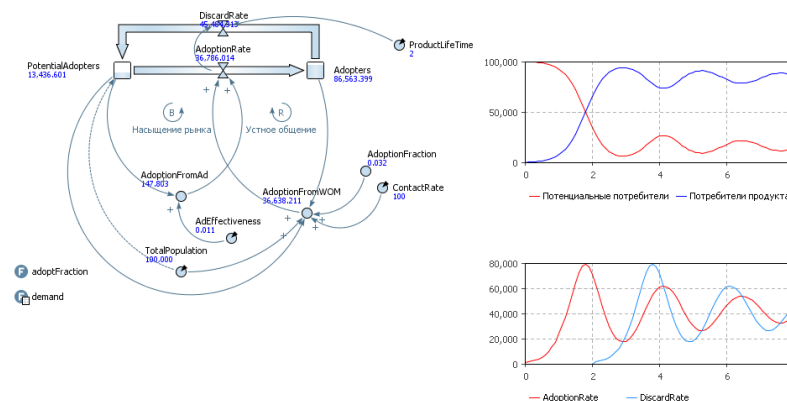 DiscardRate
AdoptionRate
36,786.014
ProductLifeTime
2
PotentialAdopters
13,436.601
Adopters
86,563.399
B
R
Насыщение рынка
Устное общение
AdoptionFraction
0.032
AdoptionFromAd
147.803
AdoptionFromWOM
36,638.211
ContactRate
100
AdEffectiveness
0.011
TotalPopulation
100,000
F adoptFraction
F demand
100,000
50,000
0
0 2 4 6
Потенциальные потребители
Потребители продукта
80,000
60,000
40,000
20,000
0
0 2 4 6
AdoptionRate
DiscardRate